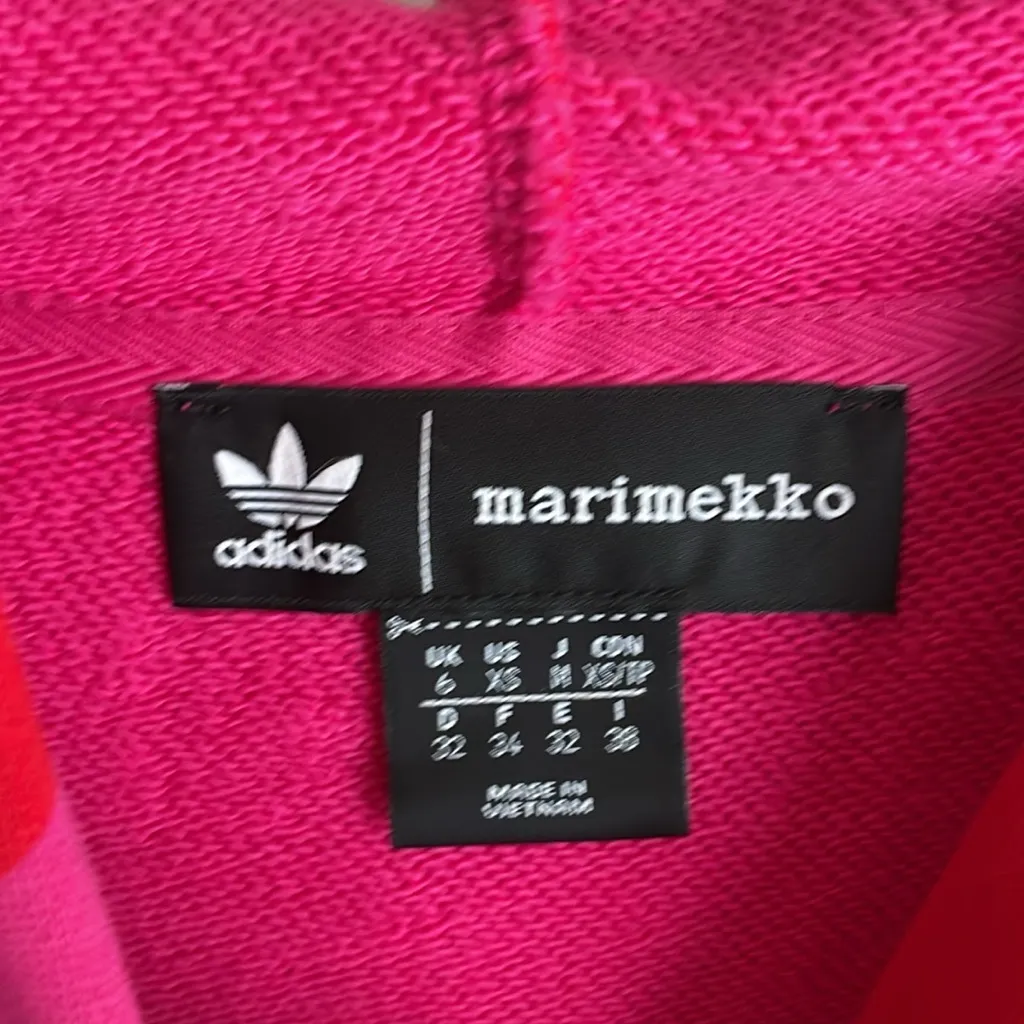 adidas
marimekko
UK US J CDN
6 XS M XS/TP
D F E I
32 34 32 38
MADE IN
VIETNAM